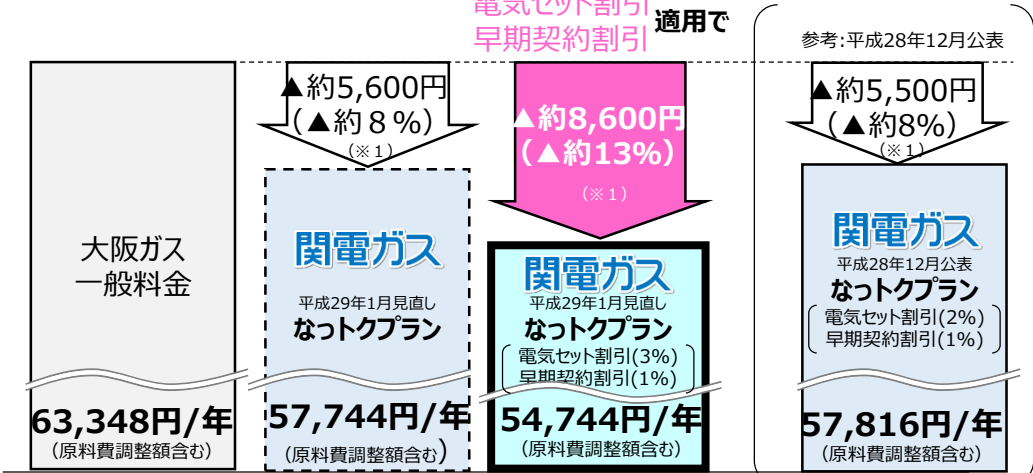 電気セット割引
早期契約割引
適用で
参考:平成28年12月公表
▲約5,600円
(▲約８%)
(※１)
▲約8,600円
(▲約13%)
(※１)
▲約5,500円
(▲約8%)
(※１)
大阪ガス
一般料金
63,348円/年
(原料費調整額含む)
関電ガス
平成29年1月見直し
なっトクプラン
57,744円/年
(原料費調整額含む)
関電ガス
平成29年1月見直し
なっトクプラン
電気セット割引(3%)
早期契約割引(1%)
54,744円/年
(原料費調整額含む)
関電ガス
平成28年12月公表
なっトクプラン
電気セット割引(2%)
早期契約割引(1%)
57,816円/年
(原料費調整額含む)